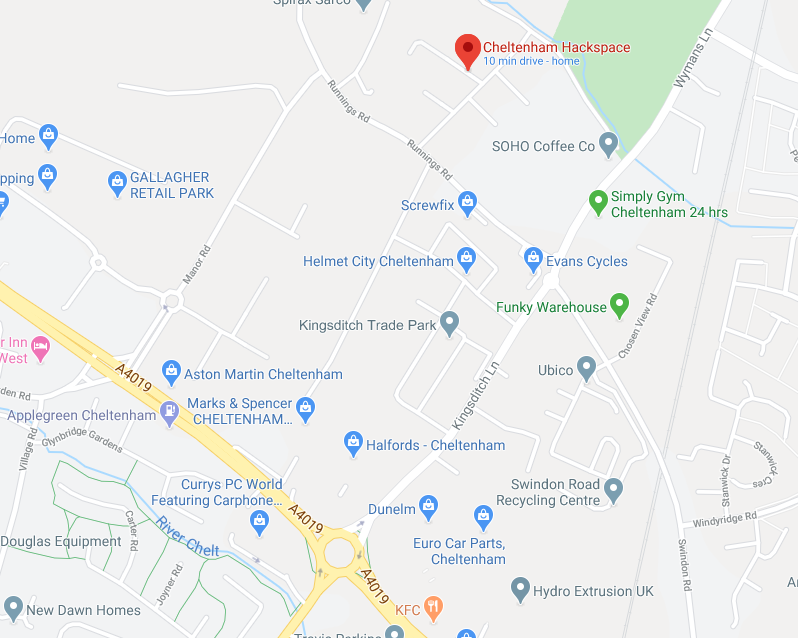 Spirax Sarco
Cheltenham Hackspace
10 min drive - home
Wymans Ln
Runnings Rd
Home
SOHO Coffee Co
Runnings Rd
pping
GALLAGHER
RETAIL PARK
Simply Gym
Cheltenham 24 hrs
Screwfix
Manor Rd
Helmet City Cheltenham
Evans Cycles
Funky Warehouse
Kingsditch Trade Park
Chosen View Rd
r Inn
West
A4019
Aston Martin Cheltenham
Ubico
Kingsditch Ln
den Rd
Marks & Spencer
CHELTENHAM...
Applegreen Cheltenham
Glynbridge Gardens
Village Rd
Halfords - Cheltenham
Stanwick Dr
Stanwick
Cres
Currys PC World
Featuring Carphone...
Swindon Road
Recycling Centre
A4019
Dunelm
Windyridge Rd
River Chelt
Carter Rd
Douglas Equipment
Euro Car Parts,
Cheltenham
Swindon Rd
Joyner Rd
A4019
Hydro Extrusion UK
New Dawn Homes
KFC
Travis Perkins